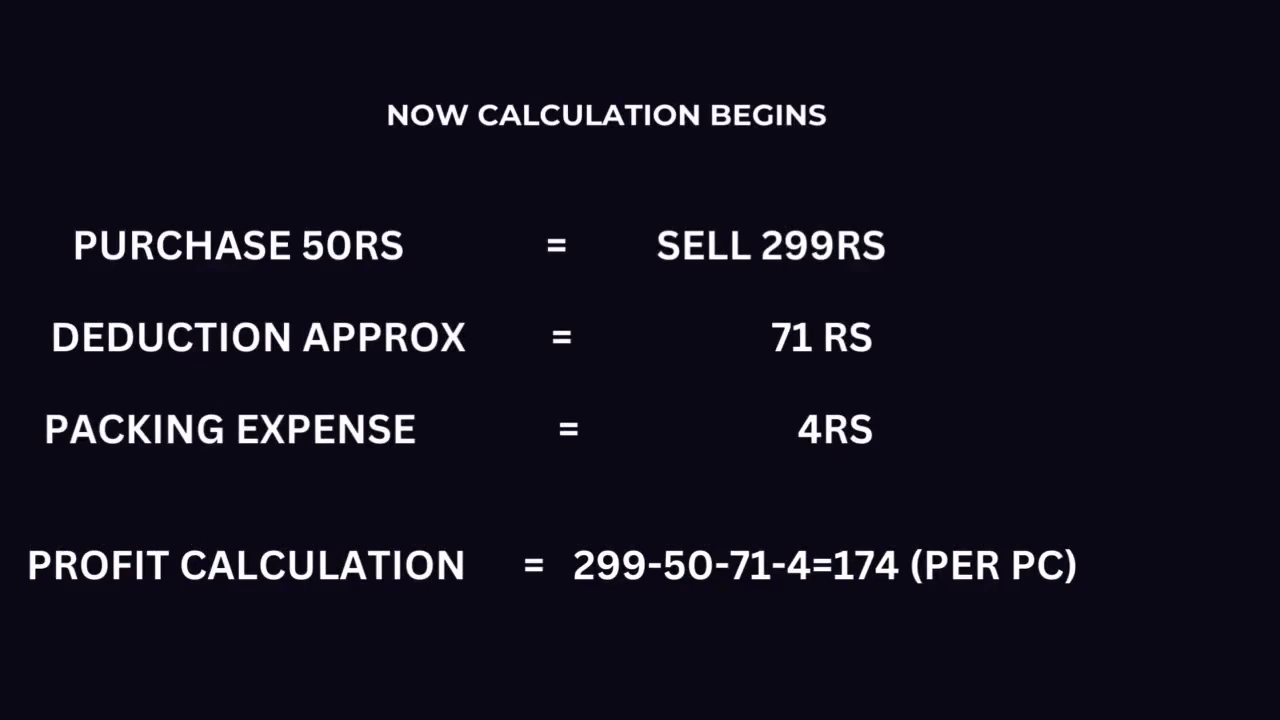 NOW CALCULATION BEGINS
PURCHASE 50RS = SELL 299RS
DEDUCTION APPROX = 71 RS
PACKING EXPENSE = 4RS
PROFIT CALCULATION = 299-50-71-4=174 (PER PC)